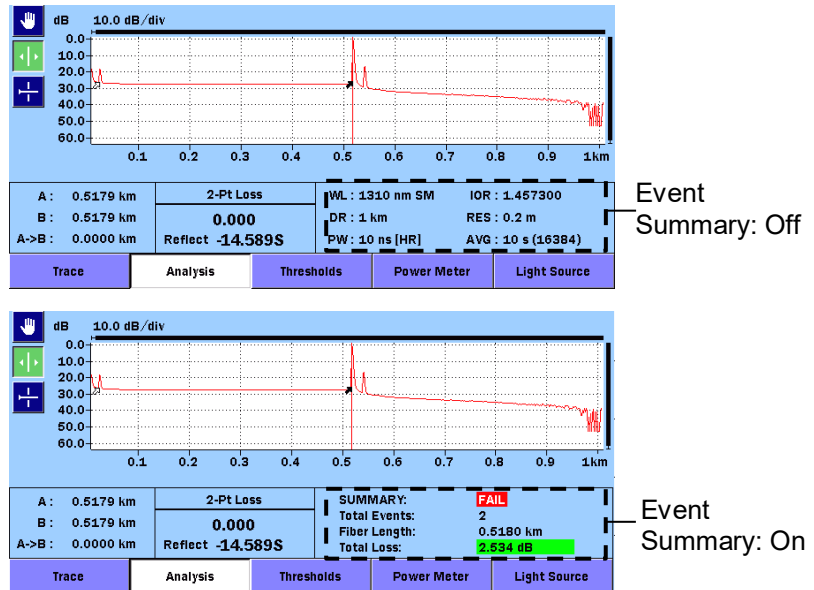 dB 10.0 dB/div
0.0
10.0
20.0
30.0
40.0
50.0
60.0
0.1 0.2 0.3 0.4 0.5 0.6 0.7 0.8 0.9 1km
A: 0.5179 km
B: 0.5179 km
A->B: 0.0000 km
2-Pt Loss
0.000
Reflect -14.589S
WL: 1310 nm SM IOR: 1.457300
DR: 1 km RES: 0.2 m
PW: 10 ns [HR] AVG: 10 s (16384)
Event
Summary: Off
Trace Analysis Thresholds Power Meter Light Source
dB 10.0 dB/div
0.0
10.0
20.0
30.0
40.0
50.0
60.0
0.1 0.2 0.3 0.4 0.5 0.6 0.7 0.8 0.9 1km
A: 0.5179 km
B: 0.5179 km
A->B: 0.0000 km
2-Pt Loss
0.000
Reflect -14.589S
SUMMARY: FAIL
Total Events: 2
Fiber Length: 0.5180 km
Total Loss: 2.534 dB
Event
Summary: On
Trace Analysis Thresholds Power Meter Light Source